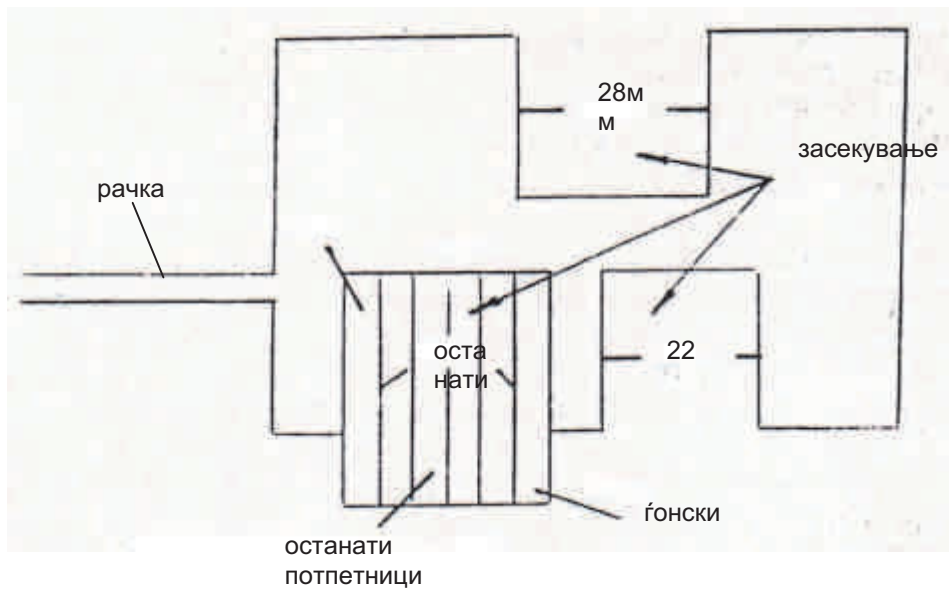 28м
м
засекување
рачка
оста
нати
22
ѓонски
останати
потпетници